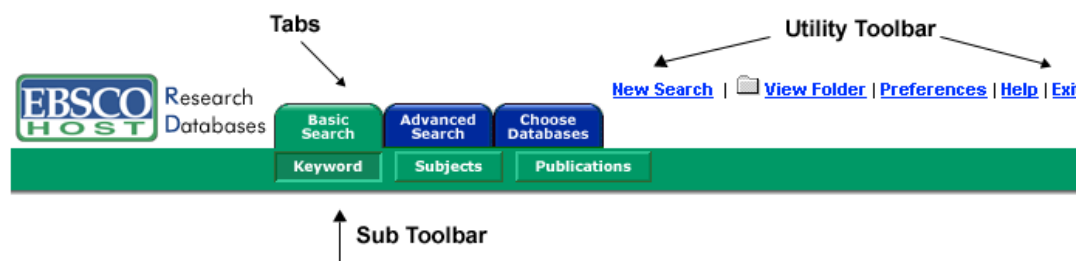 Tabs
Utility Toolbar
New Search | View Folder | Preferences | Help | Exi
EBSCO
HOST
Research
Databases
Basic
Search
Advanced
Search
Choose
Databases
Keyword
Subjects
Publications
Sub Toolbar